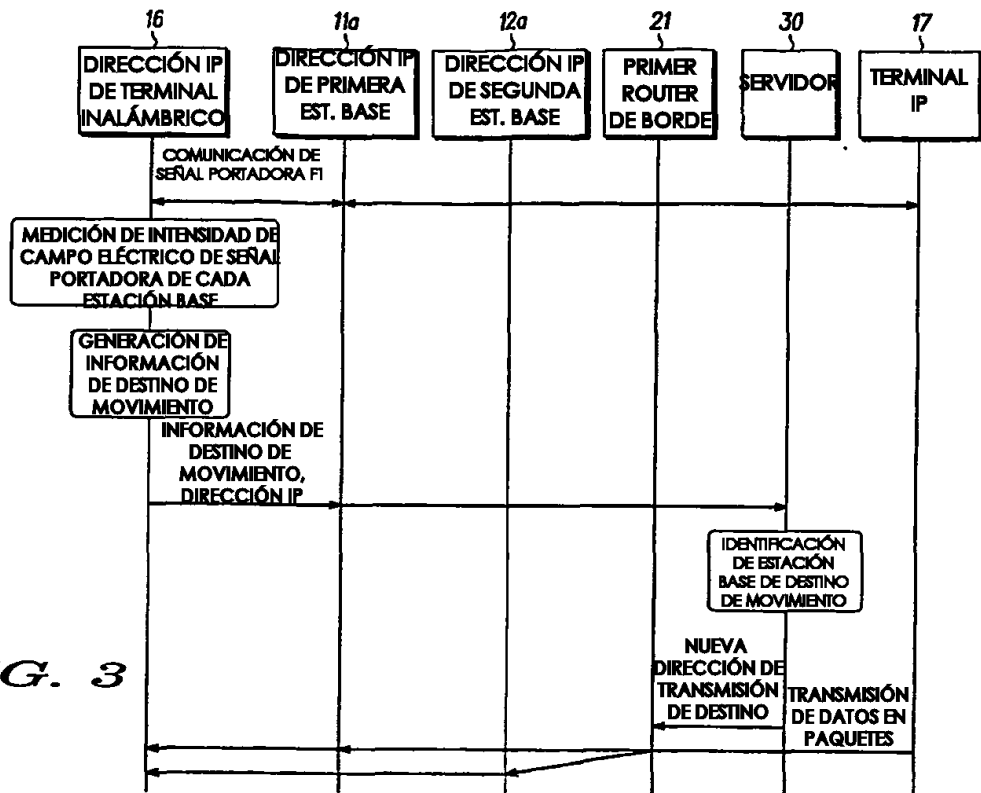 16 11a 12a 21 30 17
DIRECCIÓN IP
DE TERMINAL
INALÁMBRICO
DIRECCIÓN IP
DE PRIMERA
EST. BASE
DIRECCIÓN IP
DE SEGUNDA
EST. BASE
PRIMER
ROUTER
DE BORDE
SERVIDOR
TERMINAL
IP
COMUNICACIÓN DE
SEÑAL PORTADORA F1
MEDICIÓN DE INTENSIDAD DE
CAMPO ELÉCTRICO DE SEÑAL
PORTADORA DE CADA
ESTACIÓN BASE
GENERACIÓN DE
INFORMACIÓN
DE DESTINO DE
MOVIMIENTO
INFORMACIÓN DE
DESTINO DE
MOVIMIENTO,
DIRECCIÓN IP
IDENTIFICACIÓN
DE ESTACIÓN
BASE DE DESTINO
DE MOVIMIENTO
NUEVA
DIRECCIÓN DE
TRANSMISIÓN
DE DESTINO
TRANSMISIÓN
DE DATOS EN
PAQUETES
G. 3